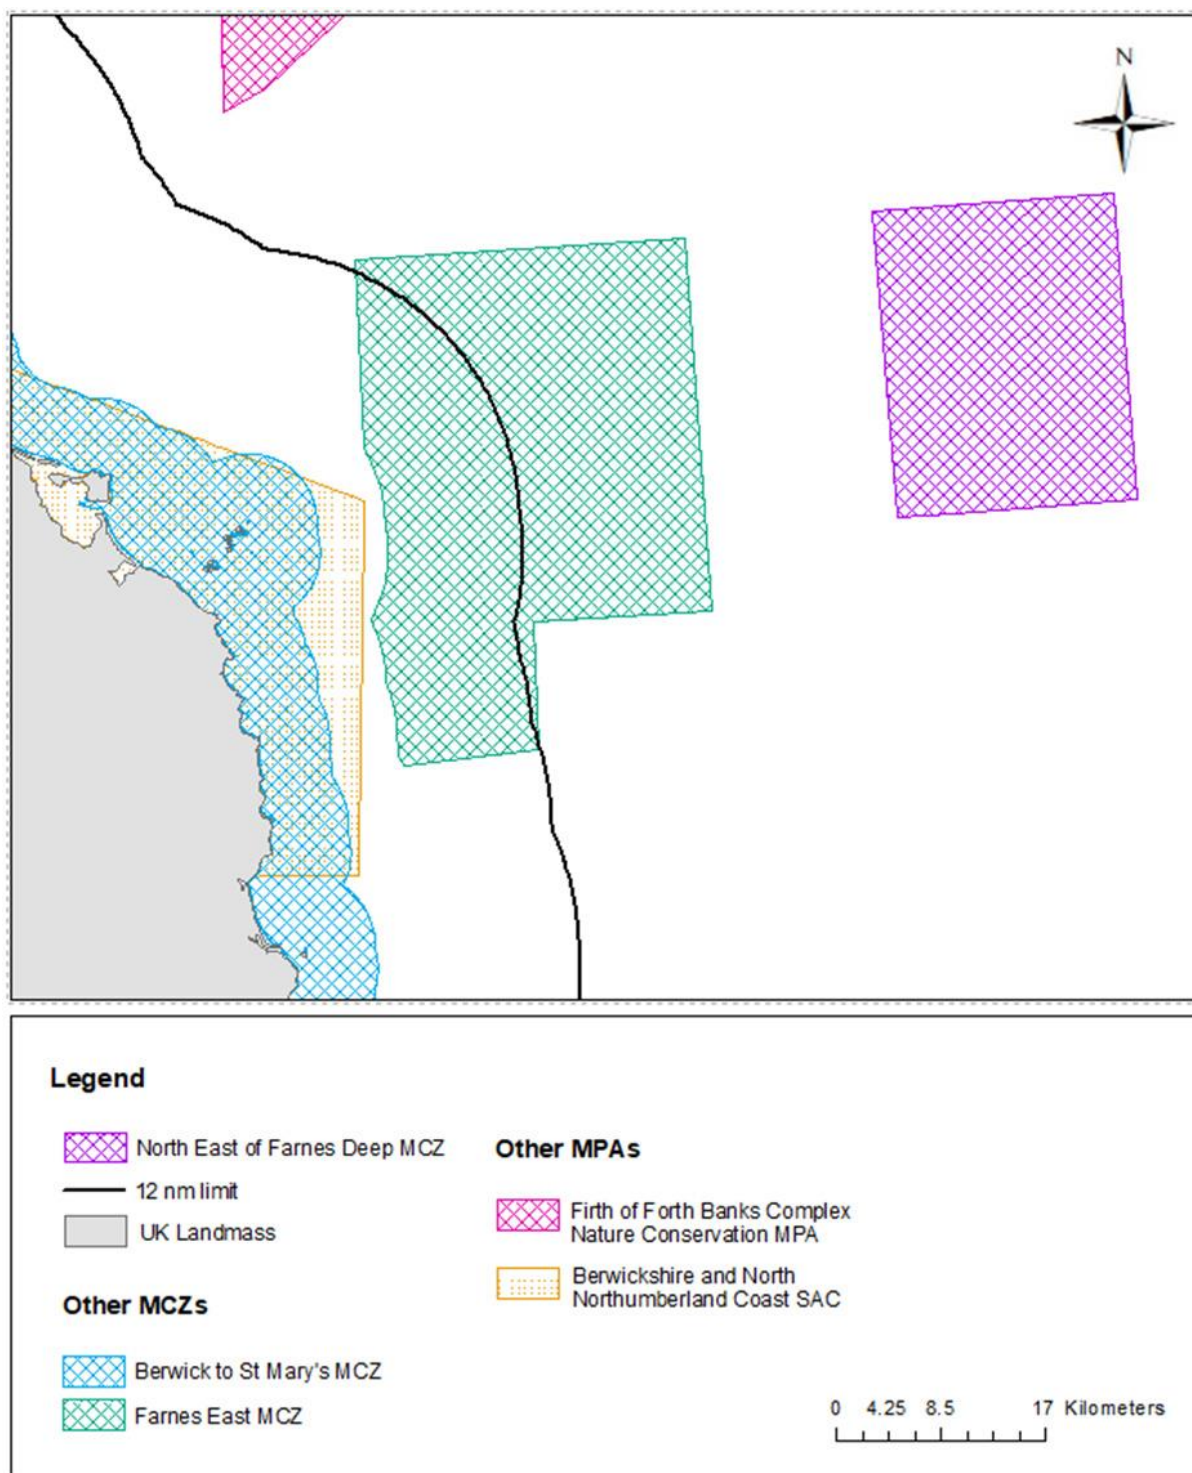 N
Legend
North East of Farnes Deep MCZ
12 nm limit
UK Landmass
Other MCZs
Berwick to St Mary's MCZ
Farnes East MCZ
Other MPAs
Firth of Forth Banks Complex
Nature Conservation MPA
Berwickshire and North
Northumberland Coast SAC
0 4.25 8.5 17 Kilometers